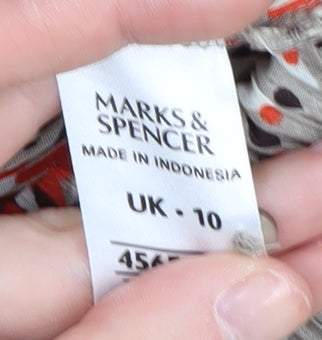 MARKS &
SPENCER
MADE IN INDONESIA
UK • 10